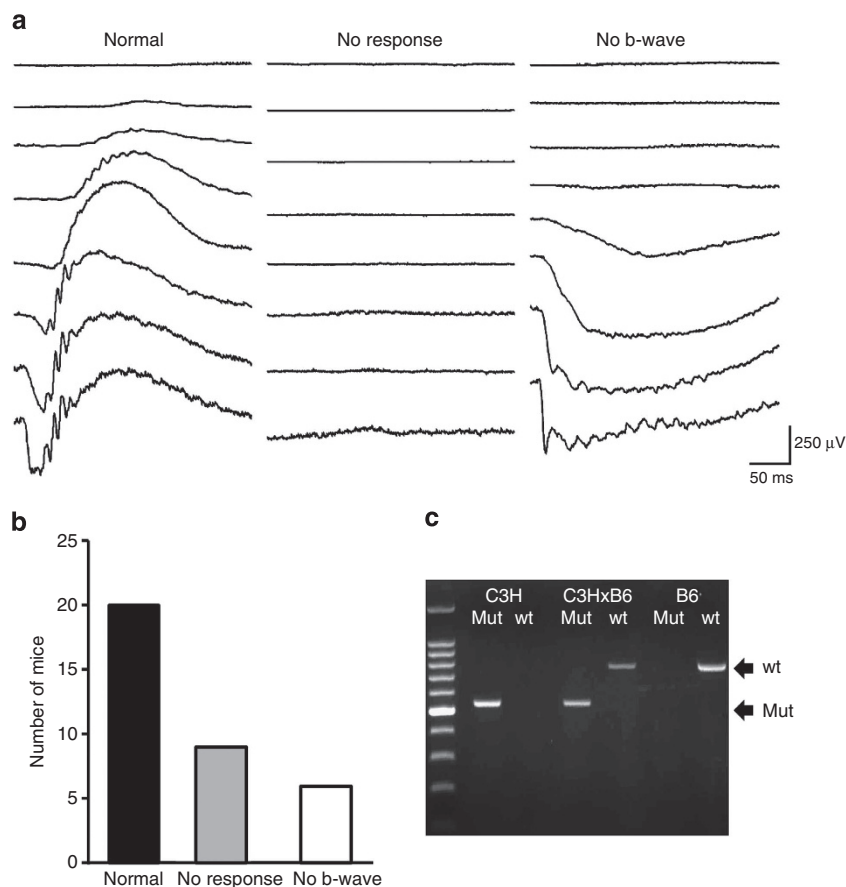 a
Normal
No response
No b-wave
250 μV
50 ms
b
25
20
15
10
5
0
Number of mice
Normal
No response
No b-wave
c
C3H
C3HxB6
B6
Mut wt
Mut wt
Mut wt
wt
Mut